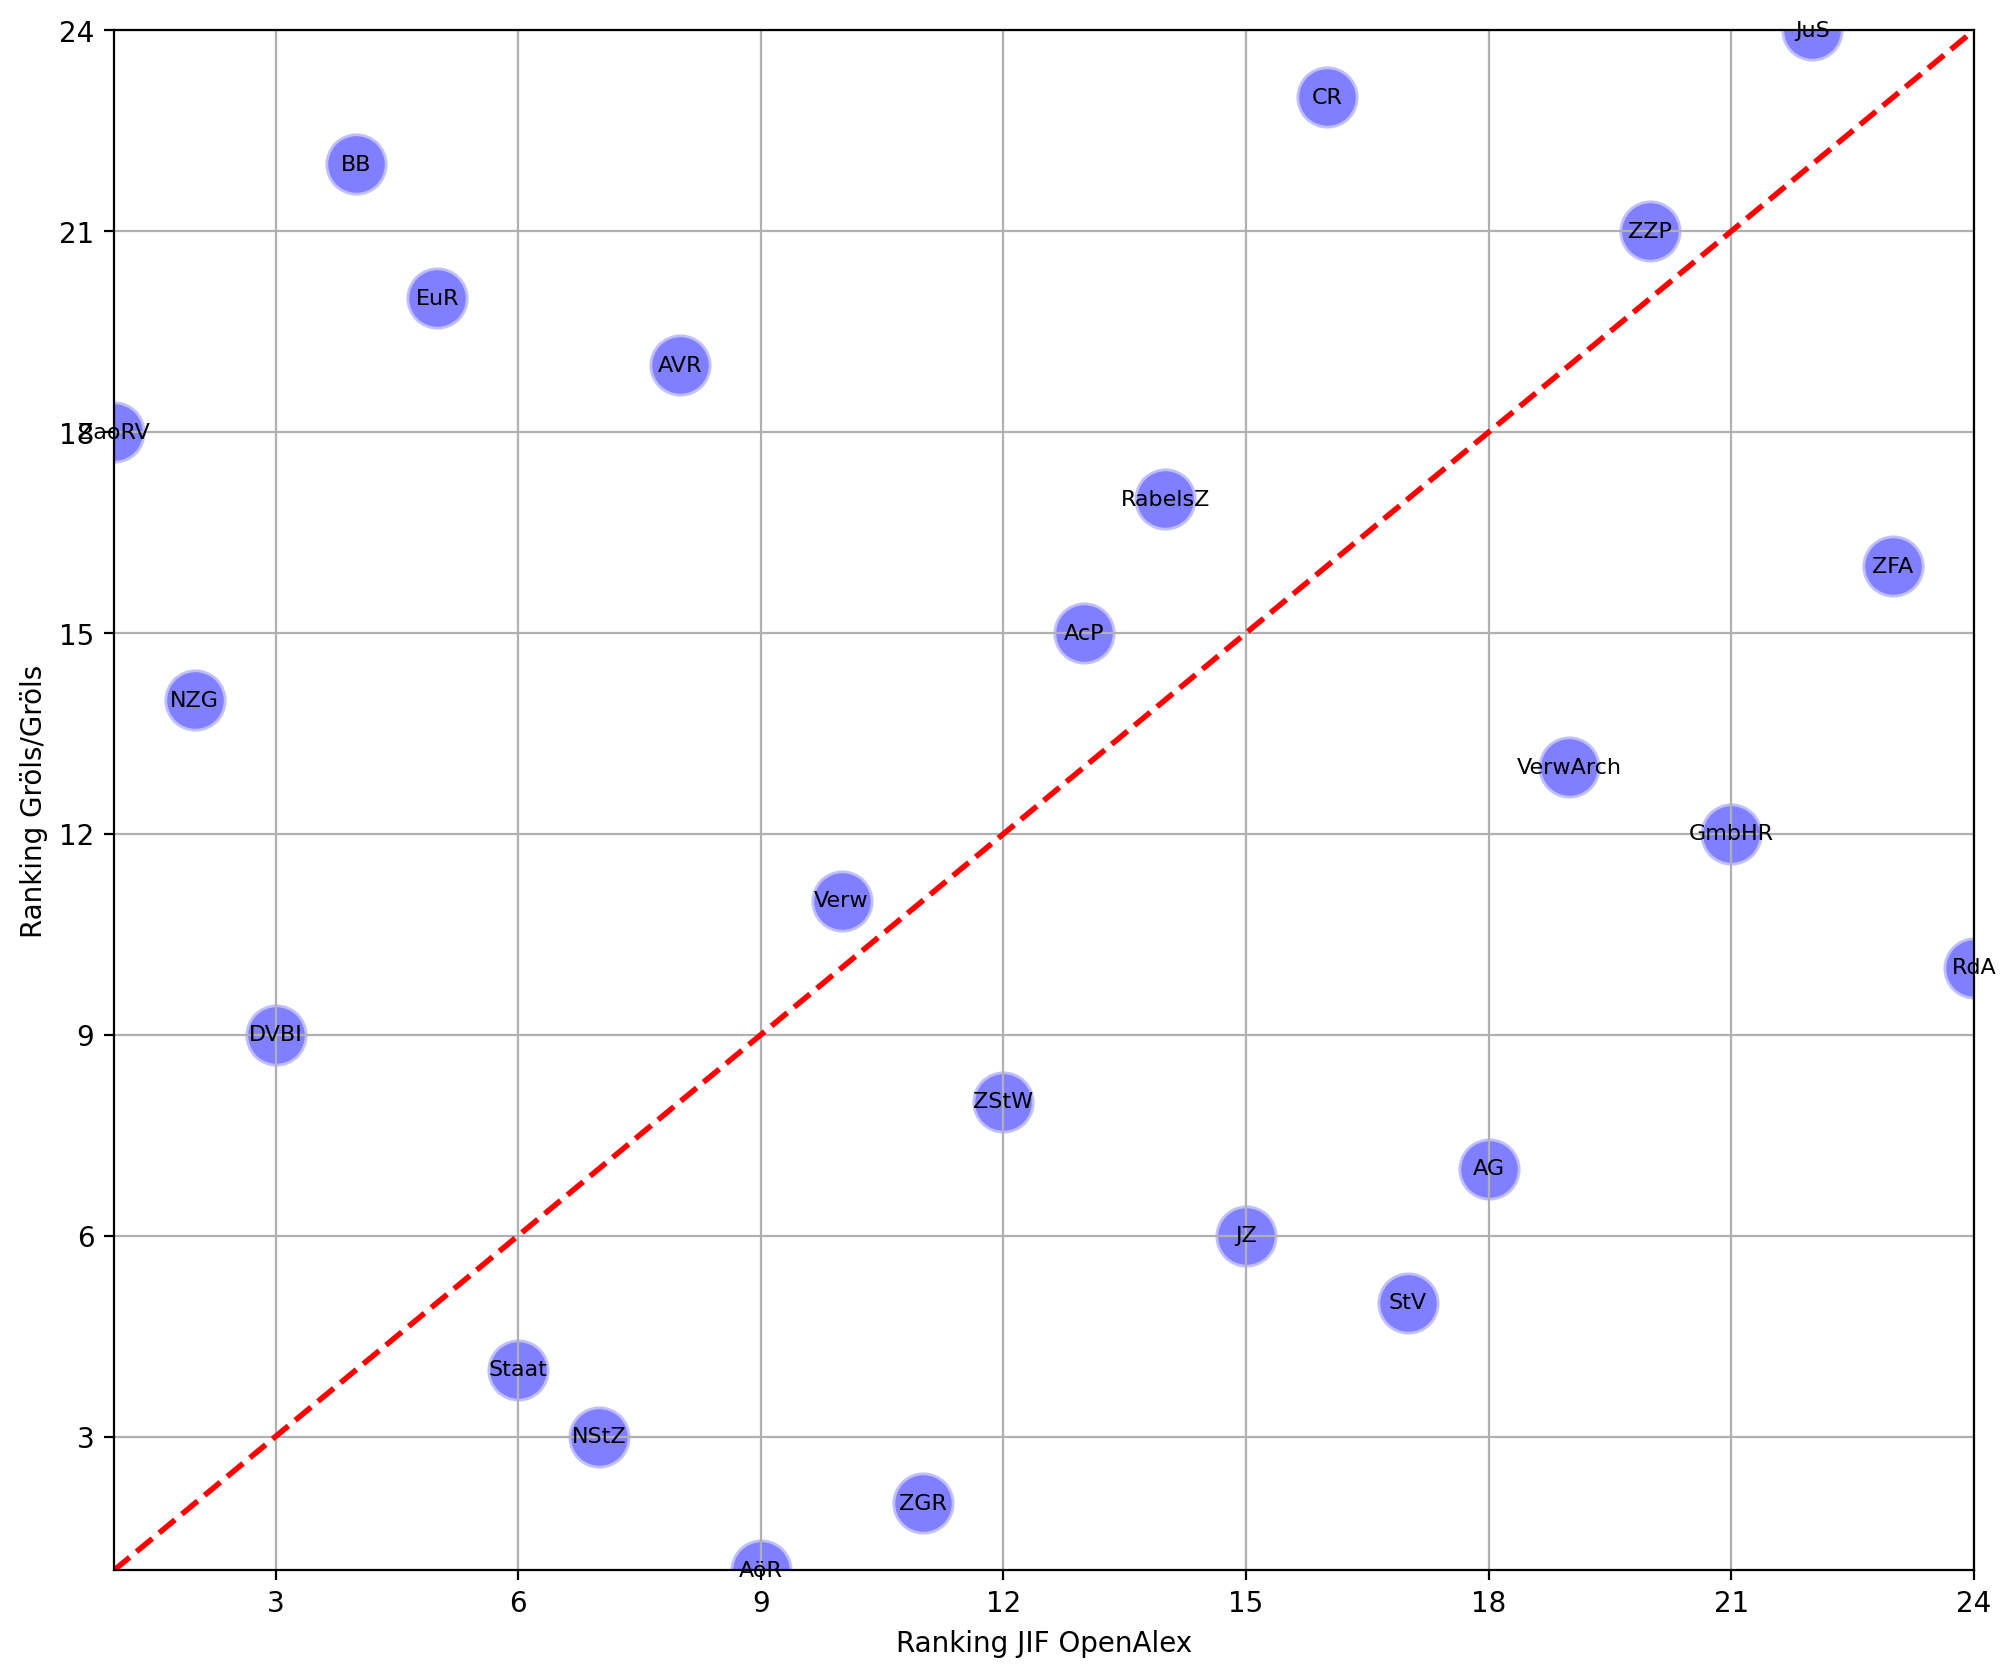 24
JuS
CR
BB
21
ZZP
EuR
AVR
18
ZaoRV
RabelsZ
ZFA
15
AcP
NZG
VerwArch
12
GmbHR
Verw
RdA
9
DVBl
ZStW
AG
6
JZ
StV
Staat
3
NStZ
ZGR
AöR
3 6 9 12 15 18 21 24
Ranking JIF OpenAlex
Ranking Gröls/Gröls